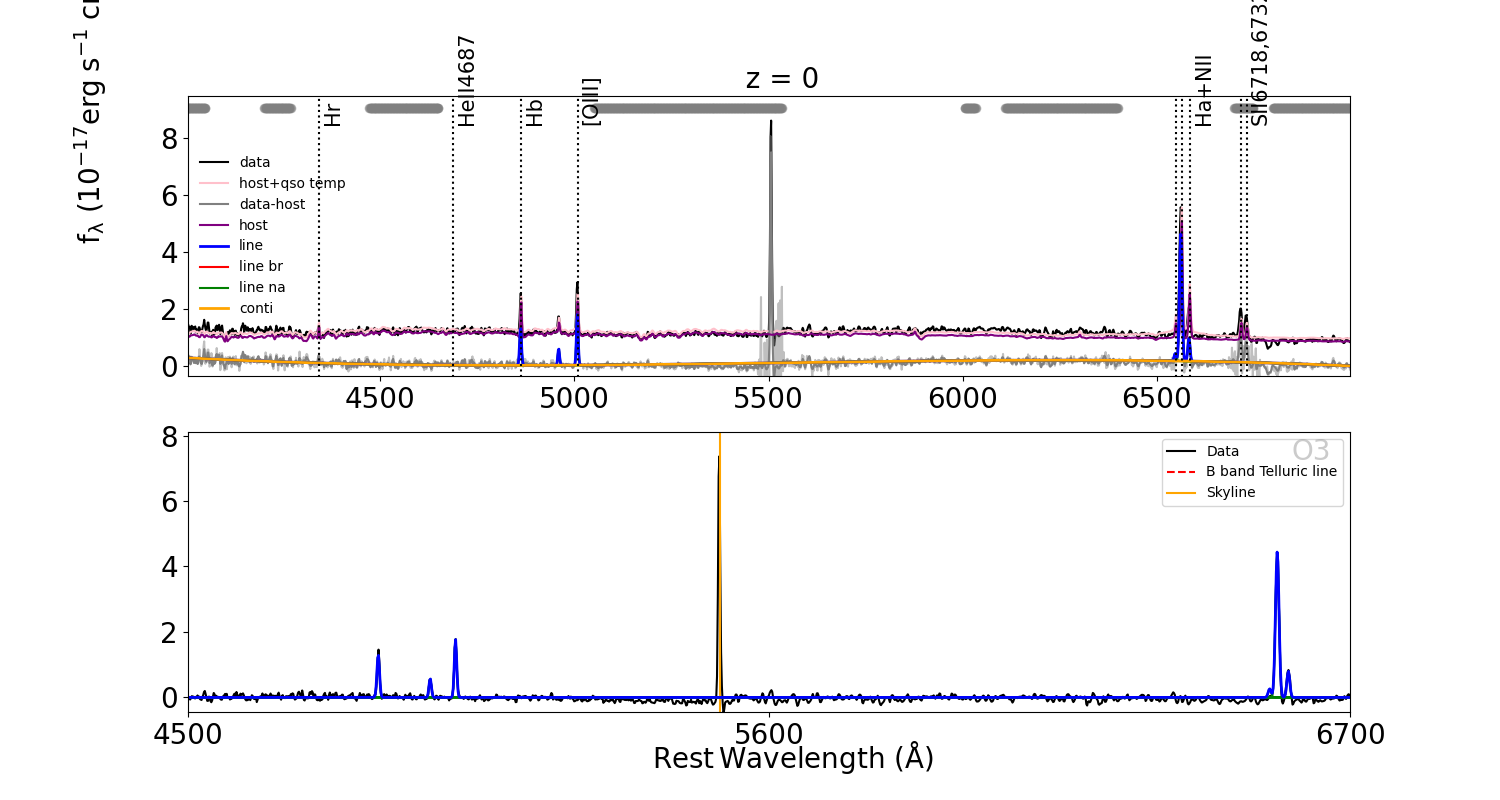 z = 0
f_λ (10^{-17} erg s^{-1}
Hr
HeII4687
Hb
[OIII]
Ha+NII
SII6718,673
8
6
4
2
0
data
host+qso temp
data-host
host
line
line br
line na
conti
4500
5000
5500
6000
6500
8
6
4
2
0
O3
Data
B band Telluric line
Skyline
4500
5600
6700
Rest Wavelength (Å)